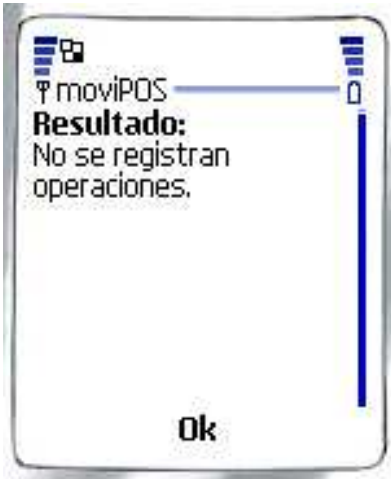 moviPOS
Resultado:
No se registran
operaciones.
Ok